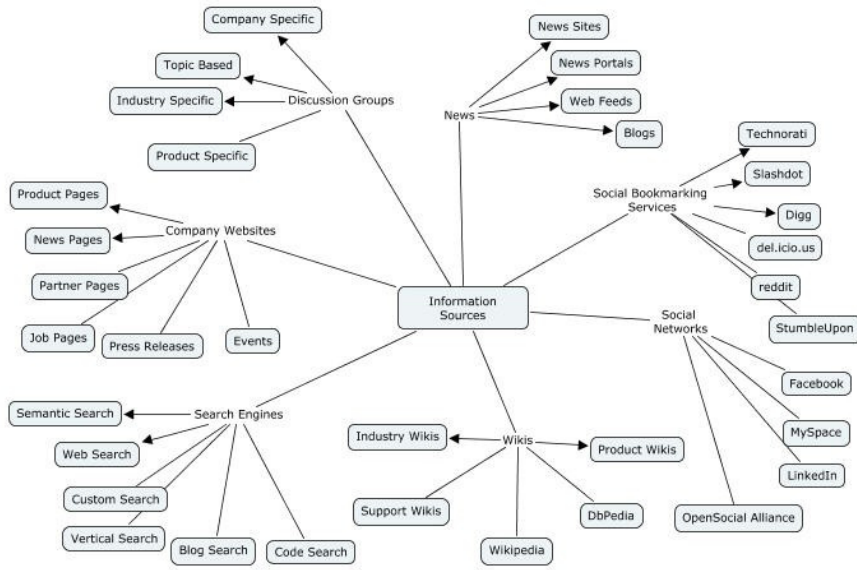 Company Specific
Topic Based
Industry Specific
Discussion Groups
Product Specific
News Sites
News Portals
News
Web Feeds
Blogs
Technorati
Slashdot
Social Bookmarking
Services
Digg
del.icio.us
reddit
StumbleUpon
Product Pages
Company Websites
News Pages
Partner Pages
Job Pages
Press Releases
Events
Information
Sources
Social
Networks
Facebook
MySpace
LinkedIn
OpenSocial Alliance
Semantic Search
Search Engines
Web Search
Custom Search
Vertical Search
Blog Search
Code Search
Industry Wikis
Wikis
Product Wikis
Support Wikis
DbPedia
Wikipedia